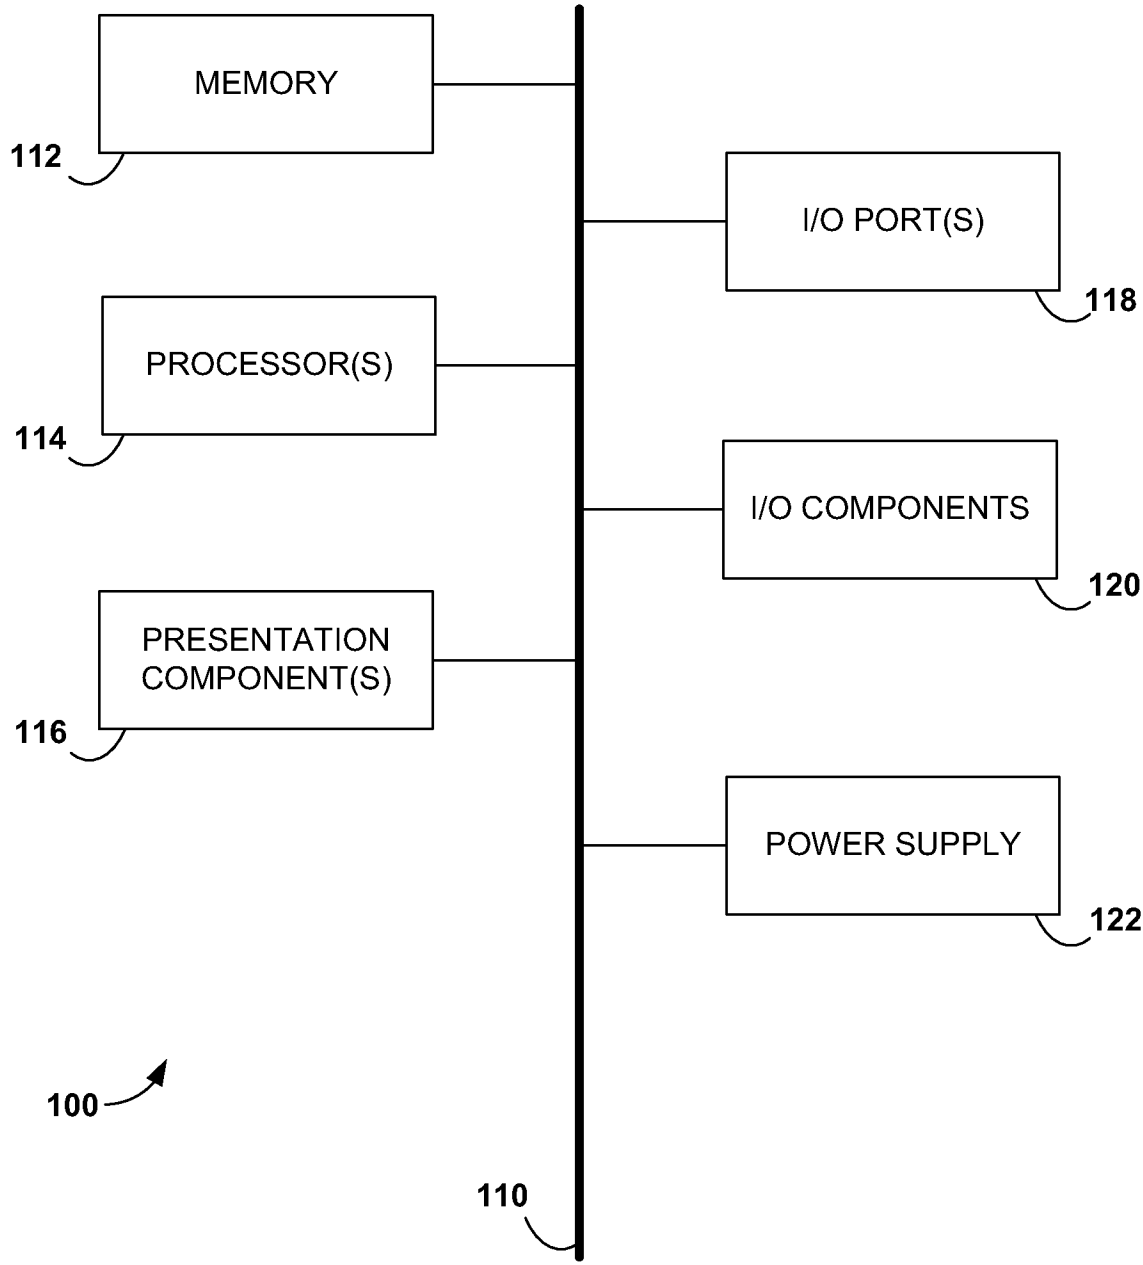 MEMORY
112
I/O PORT(S)
118
PROCESSOR(S)
114
I/O COMPONENTS
120
PRESENTATION
COMPONENT(S)
116
POWER SUPPLY
122
100
110